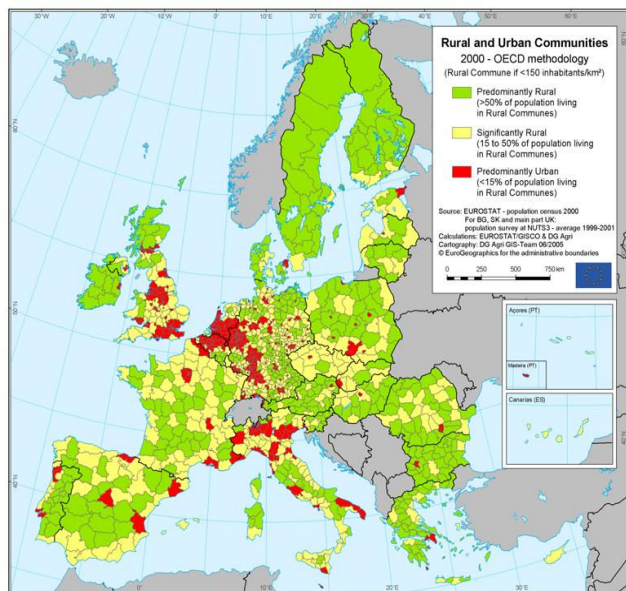 30°W
20°W
10°W
0°
10°E
20°E
30°E
40°E
50°E
60°E
60°N
Rural and Urban Communities
2000 - OECD methodology
(Rural Commune if <150 inhabitants/km²)
Predominantly Rural
(>50% of population living
in Rural Communes)
Significantly Rural
(15 to 50% of population living
in Rural Communes)
Predominantly Urban
(<15% of population living
in Rural Communes)
Source: EUROSTAT - population census 2000
For BG, SK and main part UK:
population survey at NUTS3 - average 1999-2001
Calculations: EUROSTAT/GISCO & DG Agri
Cartography: DG Agri GIS-Team 06/2005
© EuroGeographics for the administrative boundaries
0 250 500 750
km
60°N
50°N
40°N
Açores (PT)
Madeira (PT)
Canarias (ES)
0°
10°E
20°E
30°E